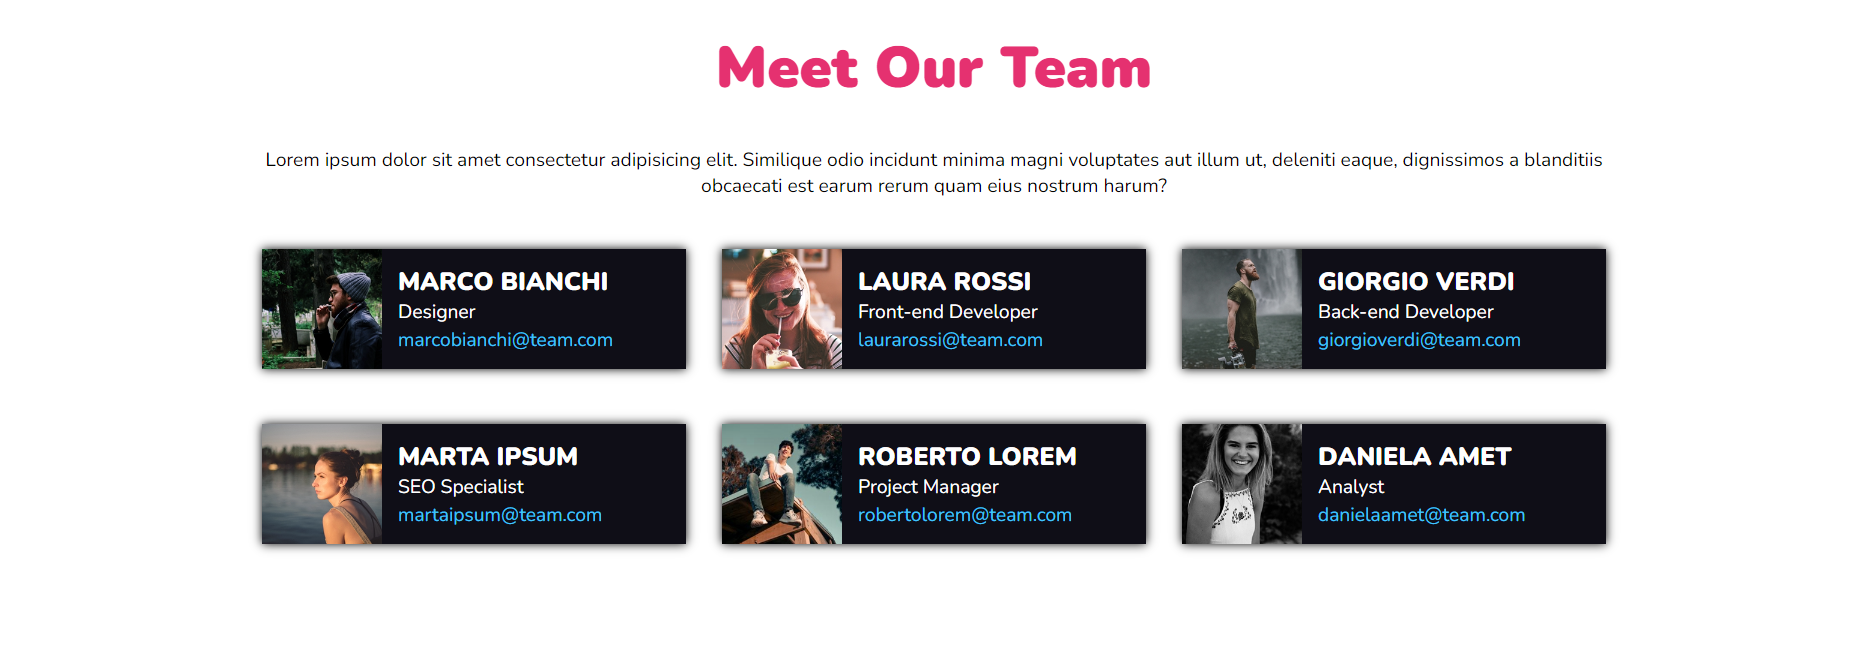 Meet Our Team
Lorem ipsum dolor sit amet consectetur adipisicing elit. Similique odio incidunt minima magni voluptates aut illum ut, deleniti eaque, dignissimos a blanditiis
obcaecati est earum rerum quam eius nostrum harum?
MARCO BIANCHI
Designer
marcobianchi@team.com
LAURA ROSSI
Front-end Developer
laurarossi@team.com
GIORGIO VERDI
Back-end Developer
giorgioverdi@team.com
MARTA IPSUM
SEO Specialist
martaipsum@team.com
ROBERTO LOREM
Project Manager
robertolorem@team.com
DANIELA AMET
Analyst
danielaamet@team.com